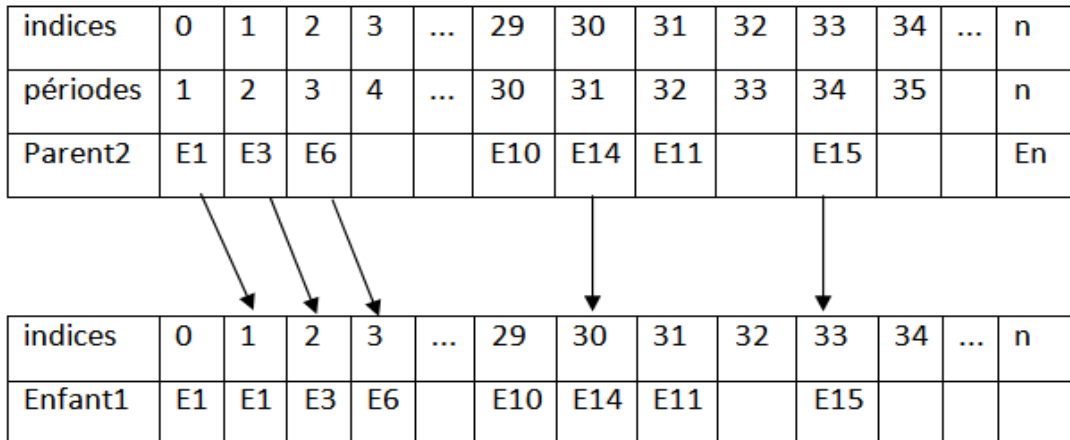 indices 0 1 2 3 ... 29 30 31 32 33 34 ... n
périodes 1 2 3 4 ... 30 31 32 33 34 35 n
Parent2 E1 E3 E6 E10 E14 E11 E15 En
indices 0 1 2 3 ... 29 30 31 32 33 34 ... n
Enfant1 E1 E1 E3 E6 E10 E14 E11 E15